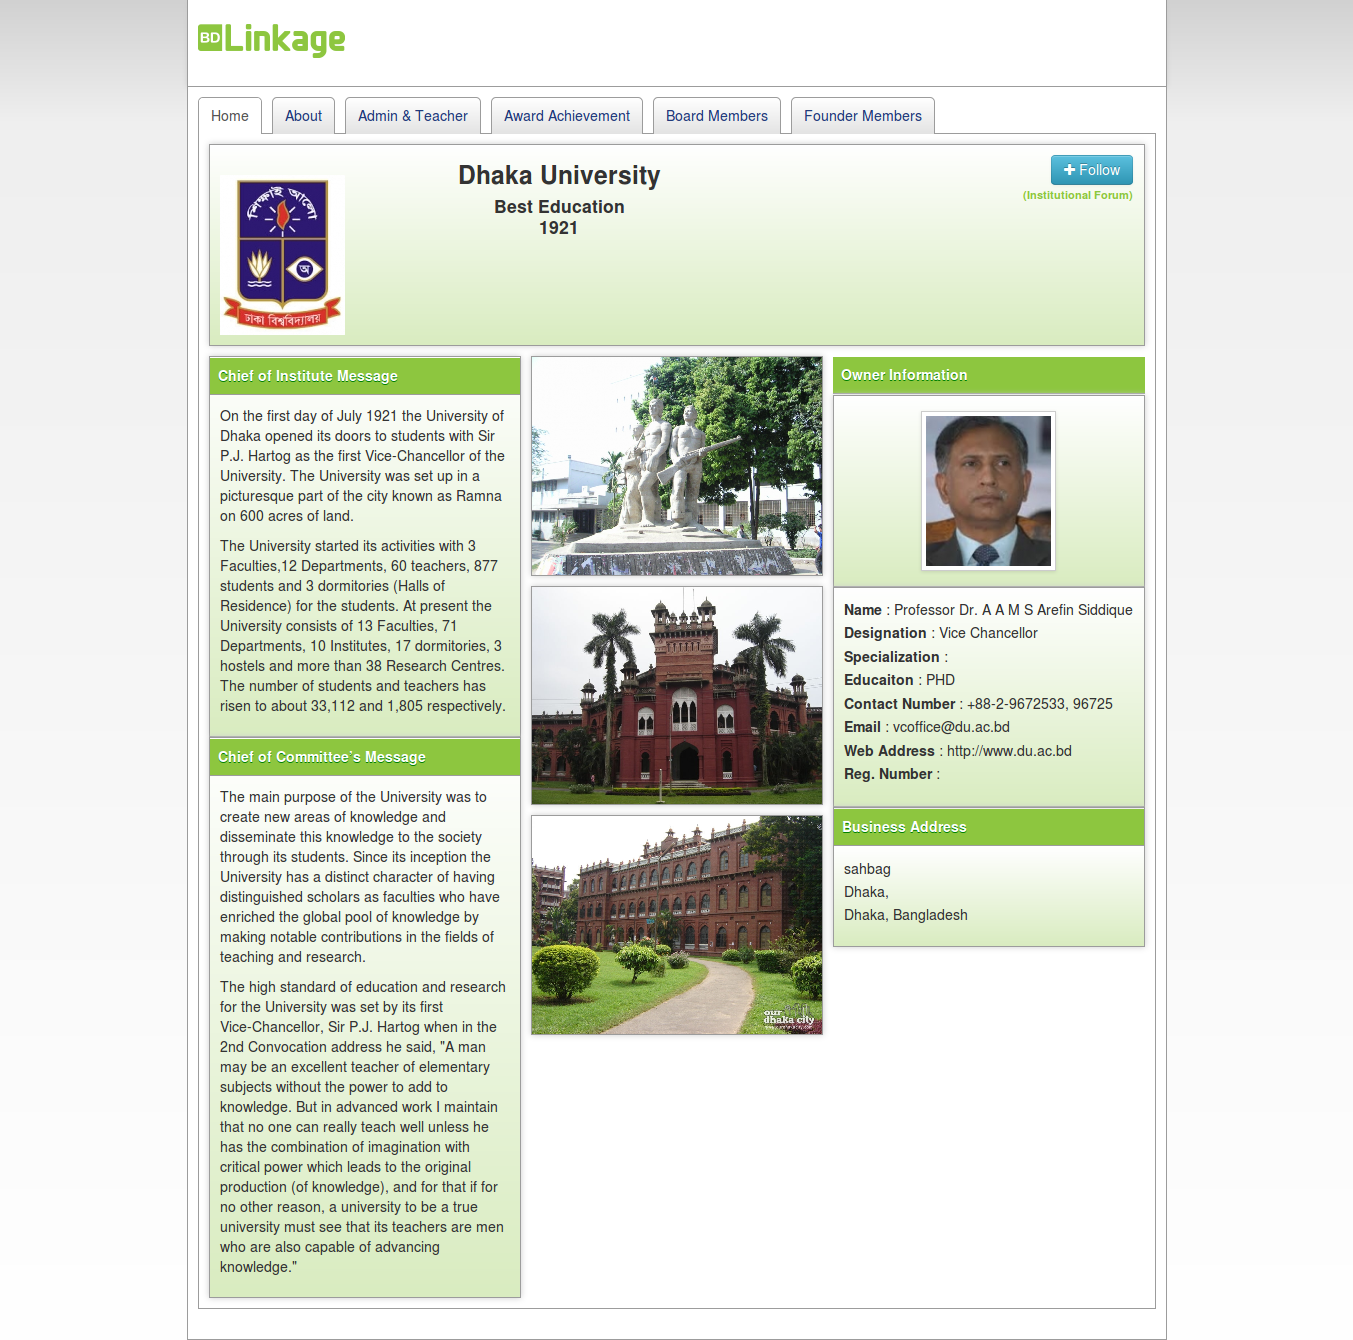 BD Linkage
Home
About
Admin & Teacher
Award Achievement
Board Members
Founder Members
শিক্ষাই আলো
অ
ঢাকা বিশ্ববিদ্যালয়
Dhaka University
Best Education
1921
Follow
(Institutional Forum)
Chief of Institute Message
On the first day of July 1921 the University of
Dhaka opened its doors to students with Sir
P.J. Hartog as the first Vice-Chancellor of the
University. The University was set up in a
picturesque part of the city known as Ramna
on 600 acres of land.
The University started its activities with 3
Faculties,12 Departments, 60 teachers, 877
students and 3 dormitories (Halls of
Residence) for the students. At present the
University consists of 13 Faculties, 71
Departments, 10 Institutes, 17 dormitories, 3
hostels and more than 38 Research Centres.
The number of students and teachers has
risen to about 33,112 and 1,805 respectively.
Chief of Committee's Message
The main purpose of the University was to
create new areas of knowledge and
disseminate this knowledge to the society
through its students. Since its inception the
University has a distinct character of having
distinguished scholars as faculties who have
enriched the global pool of knowledge by
making notable contributions in the fields of
teaching and research.
The high standard of education and research
for the University was set by its first
Vice-Chancellor, Sir P.J. Hartog when in the
2nd Convocation address he said, "A man
may be an excellent teacher of elementary
subjects without the power to add to
knowledge. But in advanced work I maintain
that no one can really teach well unless he
has the combination of imagination with
critical power which leads to the original
production (of knowledge), and for that if for
no other reason, a university to be a true
university must see that its teachers are men
who are also capable of advancing
knowledge."
our
dhaka city
Owner Information
Name : Professor Dr. A A M S Arefin Siddique
Designation : Vice Chancellor
Specialization :
Educaiton : PHD
Contact Number : +88-2-9672533, 96725
Email : vcoffice@du.ac.bd
Web Address : http://www.du.ac.bd
Reg. Number :
Business Address
sahbag
Dhaka,
Dhaka, Bangladesh